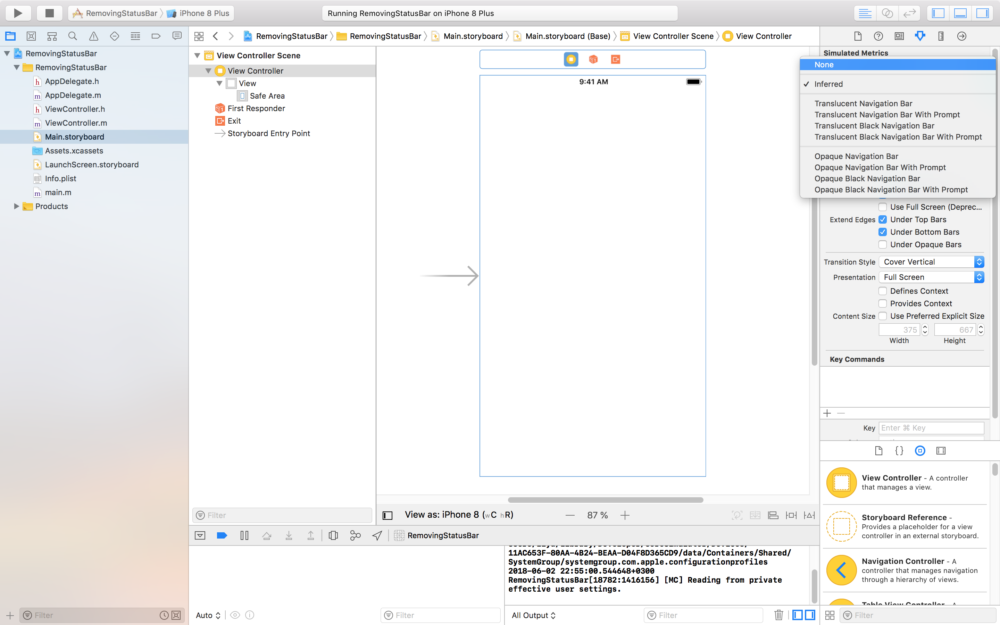 RemovingStatusBar
iPhone 8 Plus
Running RemovingStatusBar on iPhone 8 Plus
RemovingStatusBar
RemovingStatusBar
AppDelegate.h
AppDelegate.m
ViewController.h
ViewController.m
Main.storyboard
Assets.xcassets
LaunchScreen.storyboard
Info.plist
main.m
Products
Filter
RemovingStatusBar
RemovingStatusBar
Main.storyboard
Main.storyboard (Base)
View Controller Scene
View Controller
View Controller Scene
View Controller
View
Safe Area
First Responder
Exit
Storyboard Entry Point
Filter
9:41 AM
View as: iPhone 8 (wC hR)
87 %
RemovingStatusBar
Auto
Filter
11AC653F-80AA-4B24-BEAA-D04F8D365CD9/data/Containers/Shared/
SystemGroup/systemgroup.com.apple.configurationprofiles
2018-06-02 22:55:00.544648+0300
RemovingStatusBar[18782:1416156] [MC] Reading from private
effective user settings.
All Output
Filter
Simulated Metrics
None
Inferred
Translucent Navigation Bar
Translucent Navigation Bar With Prompt
Translucent Black Navigation Bar
Translucent Black Navigation Bar With Prompt
Opaque Navigation Bar
Opaque Navigation Bar With Prompt
Opaque Black Navigation Bar
Opaque Black Navigation Bar With Prompt
Use Full Screen (Deprec...
Extend Edges
Under Top Bars
Under Bottom Bars
Under Opaque Bars
Transition Style
Cover Vertical
Presentation
Full Screen
Defines Context
Provides Context
Content Size
Use Preferred Explicit Size
375
667
Width
Height
Key Commands
Key
Enter ⌘ Key
{}
View Controller - A controller
that manages a view.
Storyboard Reference -
Provides a placeholder for a view
controller in an external storyboard.
Navigation Controller - A
controller that manages navigation
through a hierarchy of views.
Table View Controller - A
Filter